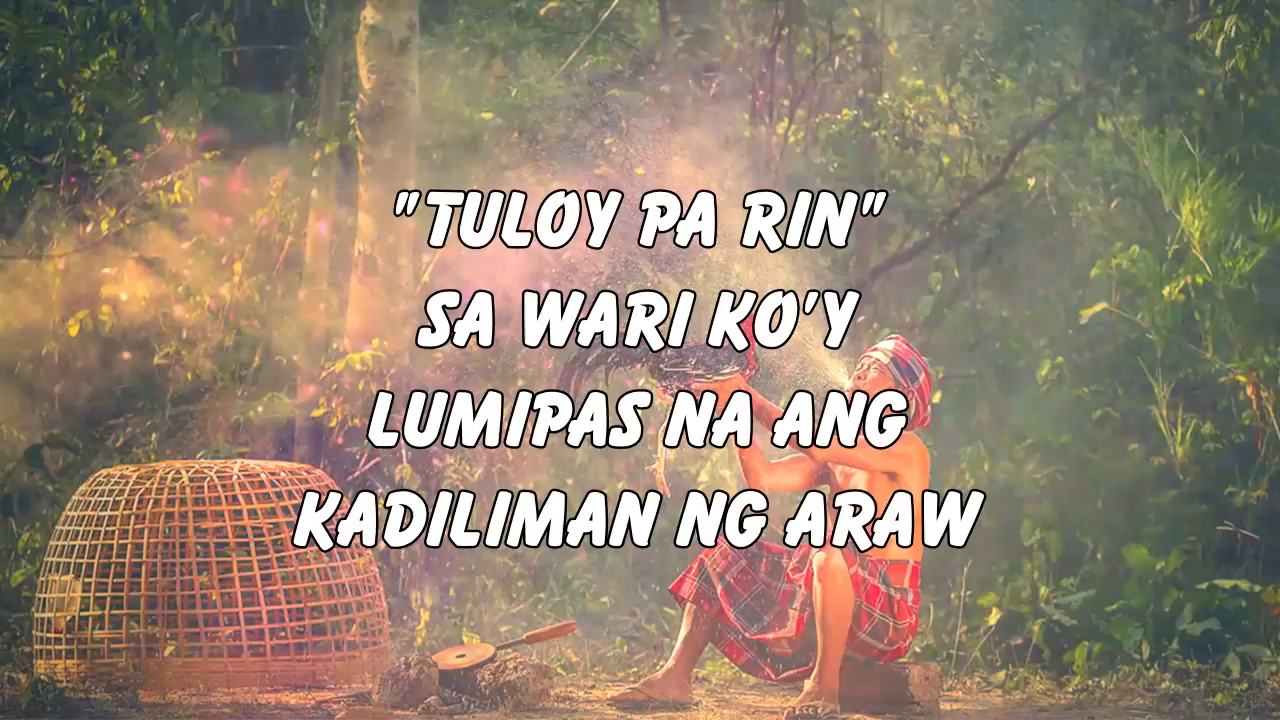 "TULOY PA RIN"
SA WARI KO'Y
LUMIPAS NA ANG
KADILIMAN NG ARAW